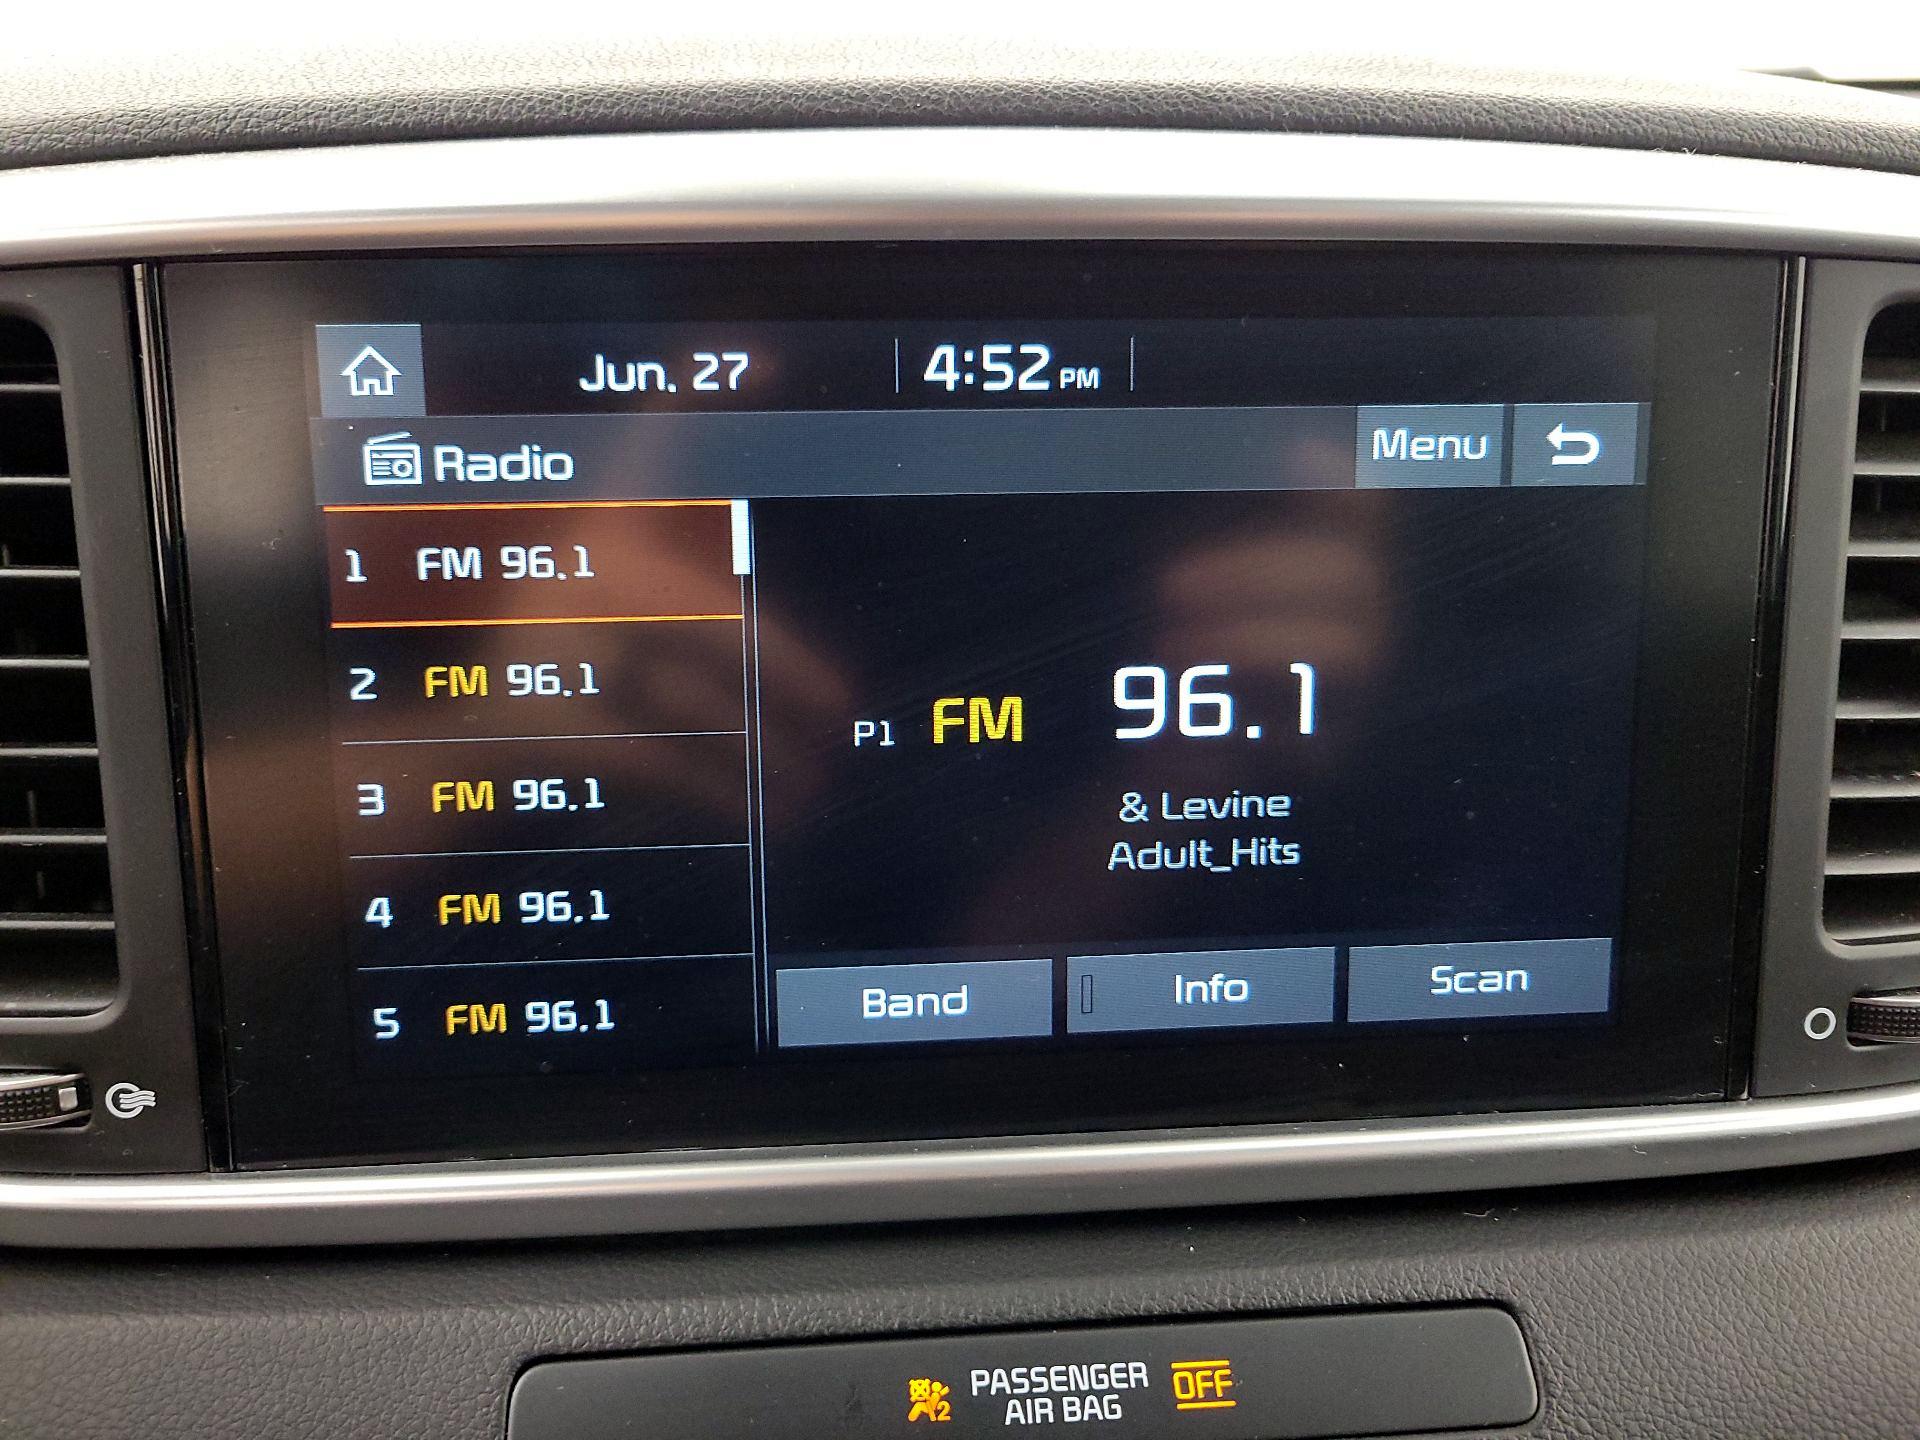 Jun. 27
4:52 PM
Radio
Menu
1 FM 96.1
2 FM 96.1
3 FM 96.1
4 FM 96.1
5 FM 96.1
P1 FM 96.1
& Levine
Adult_Hits
Band
Info
Scan
2
PASSENGER
AIR BAG
OFF